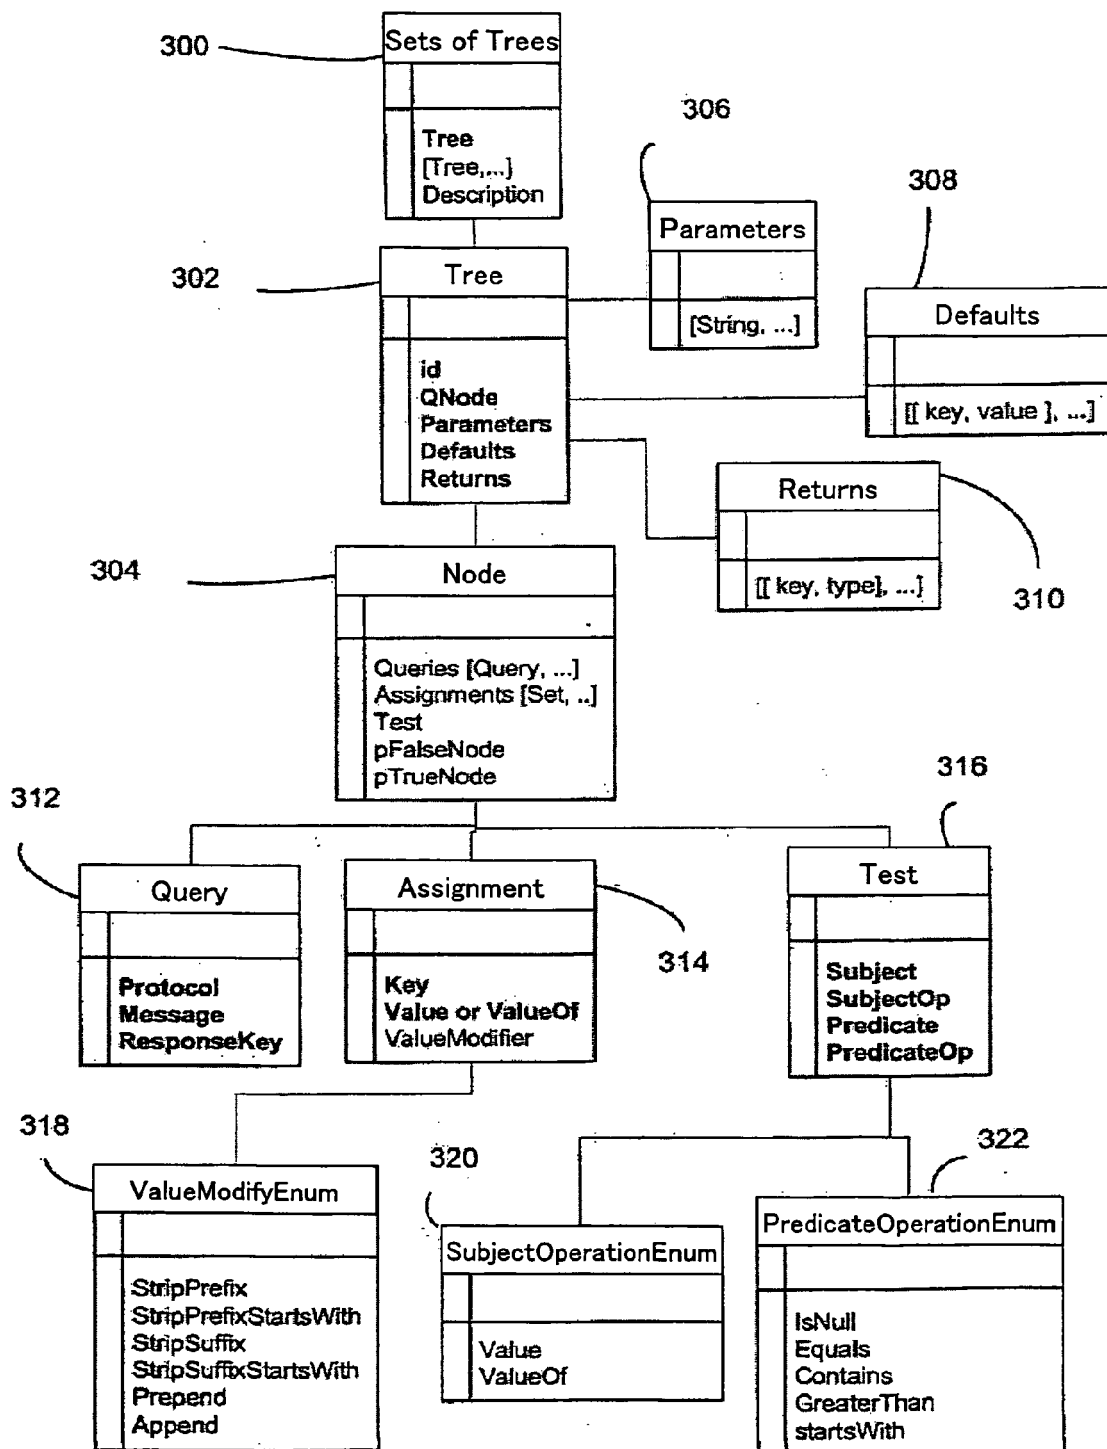 300
Sets of Trees
Tree
[Tree,...]
Description
306
Parameters
[String, ...]
308
Defaults
[[ key, value ], ...]
302
Tree
id
QNode
Parameters
Defaults
Returns
Returns
[[ key, type], ...]
310
304
Node
Queries [Query, ...]
Assignments [Set, ..]
Test
pFalseNode
pTrueNode
312
Query
Protocol
Message
ResponseKey
Assignment
Key
Value or ValueOf
ValueModifier
314
316
Test
Subject
SubjectOp
Predicate
PredicateOp
318
ValueModifyEnum
StripPrefix
StripPrefixStartsWith
StripSuffix
StripSuffixStartsWith
Prepend
Append
320
SubjectOperationEnum
Value
ValueOf
322
PredicateOperationEnum
IsNull
Equals
Contains
GreaterThan
startsWith